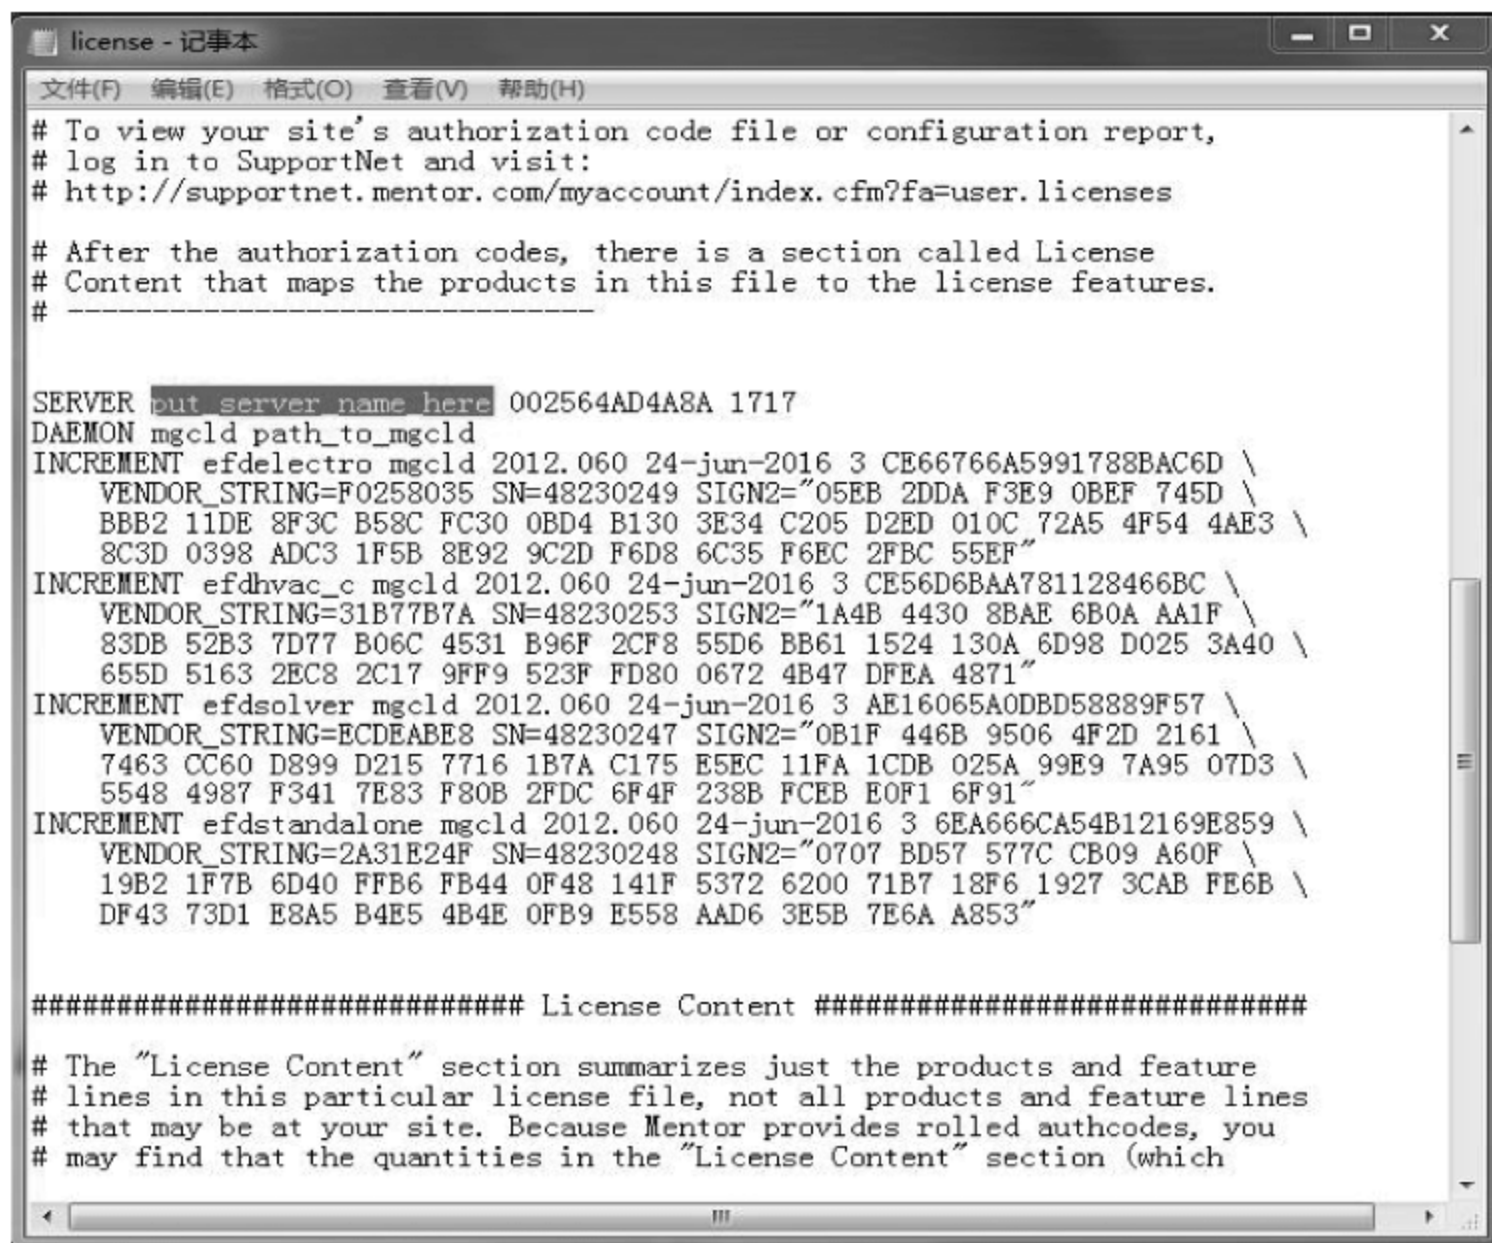 license - 记事本
文件(F) 编辑(E) 格式(O) 查看(V) 帮助(H)
# To view your site's authorization code file or configuration report,
# log in to SupportNet and visit:
# http://supportnet.mentor.com/myaccount/index.cfm?fa=user.licenses
# After the authorization codes, there is a section called License
# Content that maps the products in this file to the license features.
# -------------------------------
SERVER put_server_name_here 002564AD4A8A 1717
DAEMON mgcld path_to_mgcld
INCREMENT efdelectro mgcld 2012.060 24-jun-2016 3 CE66766A5991788BAC6D \
VENDOR_STRING=F0258035 SN=48230249 SIGN2="05EB 2DDA F3E9 0BEF 745D \
BBB2 11DE 8F3C B58C FC30 0BD4 B130 3E34 C205 D2ED 010C 72A5 4F54 4AE3 \
8C3D 0398 ADC3 1F5B 8E92 9C2D F6D8 6C35 F6EC 2FBC 55EF"
INCREMENT efdhvac_c mgcld 2012.060 24-jun-2016 3 CE56D6BAA781128466BC \
VENDOR_STRING=31B77B7A SN=48230253 SIGN2="1A4B 4430 8BAE 6B0A AA1F \
83DB 52B3 7D77 B06C 4531 B96F 2CF8 55D6 BB61 1524 130A 6D98 D025 3A40 \
655D 5163 2EC8 2C17 9FF9 523F FD80 0672 4B47 DFEA 4871"
INCREMENT efdsolver mgcld 2012.060 24-jun-2016 3 AE16065A0DBD58889F57 \
VENDOR_STRING=ECDEABE8 SN=48230247 SIGN2="0B1F 446B 9506 4F2D 2161 \
7463 CC60 D899 D215 7716 1B7A C175 E5EC 11FA 1CDB 025A 99E9 7A95 07D3 \
5548 4987 F341 7E83 F80B 2FDC 6F4F 238B FCEB E0F1 6F91"
INCREMENT efdstandalone mgcld 2012.060 24-jun-2016 3 6EA666CA54B12169E859 \
VENDOR_STRING=2A31E24F SN=48230248 SIGN2="0707 BD57 577C CB09 A60F \
19B2 1F7B 6D40 FFB6 FB44 0F48 141F 5372 6200 71B7 18F6 1927 3CAB FE6B \
DF43 73D1 E8A5 B4E5 4B4E 0FB9 E558 AAD6 3E5B 7E6A A853"
############################# License Content #############################
# The "License Content" section summarizes just the products and feature
# lines in this particular license file, not all products and feature lines
# that may be at your site. Because Mentor provides rolled authcodes, you
# may find that the quantities in the "License Content" section (which